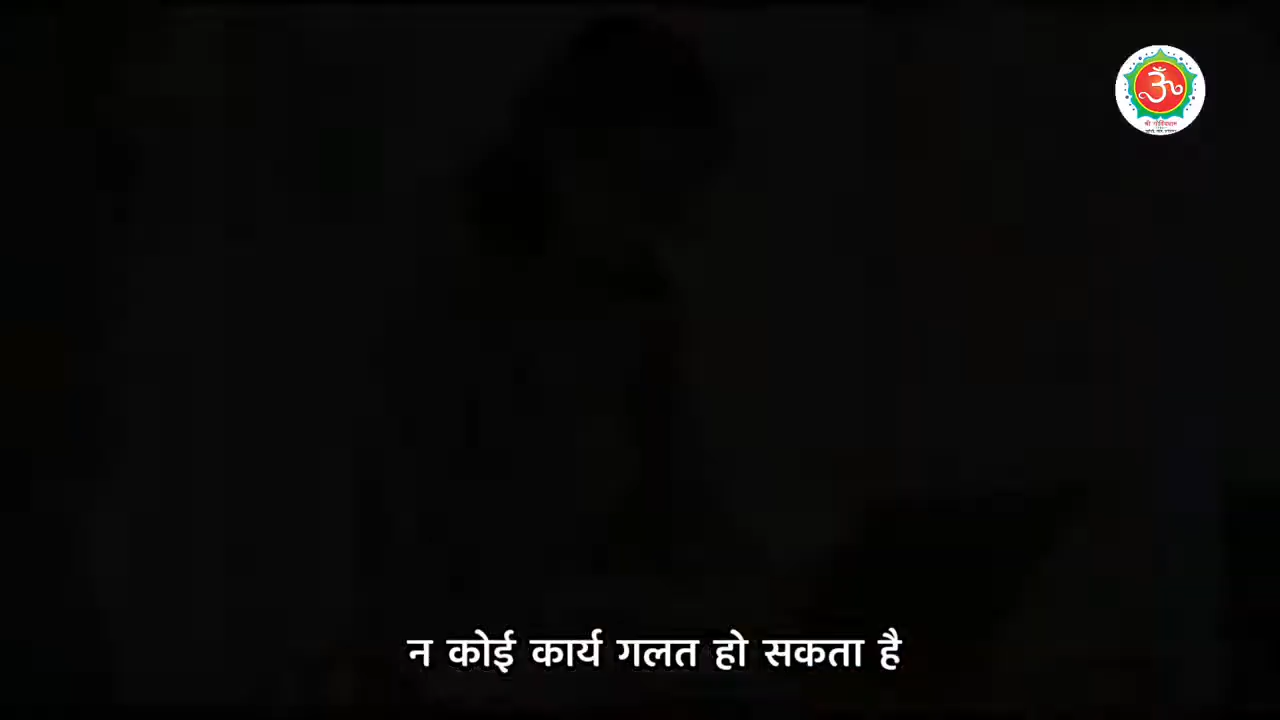 ॐ
न कोई कार्य गलत हो सकता है